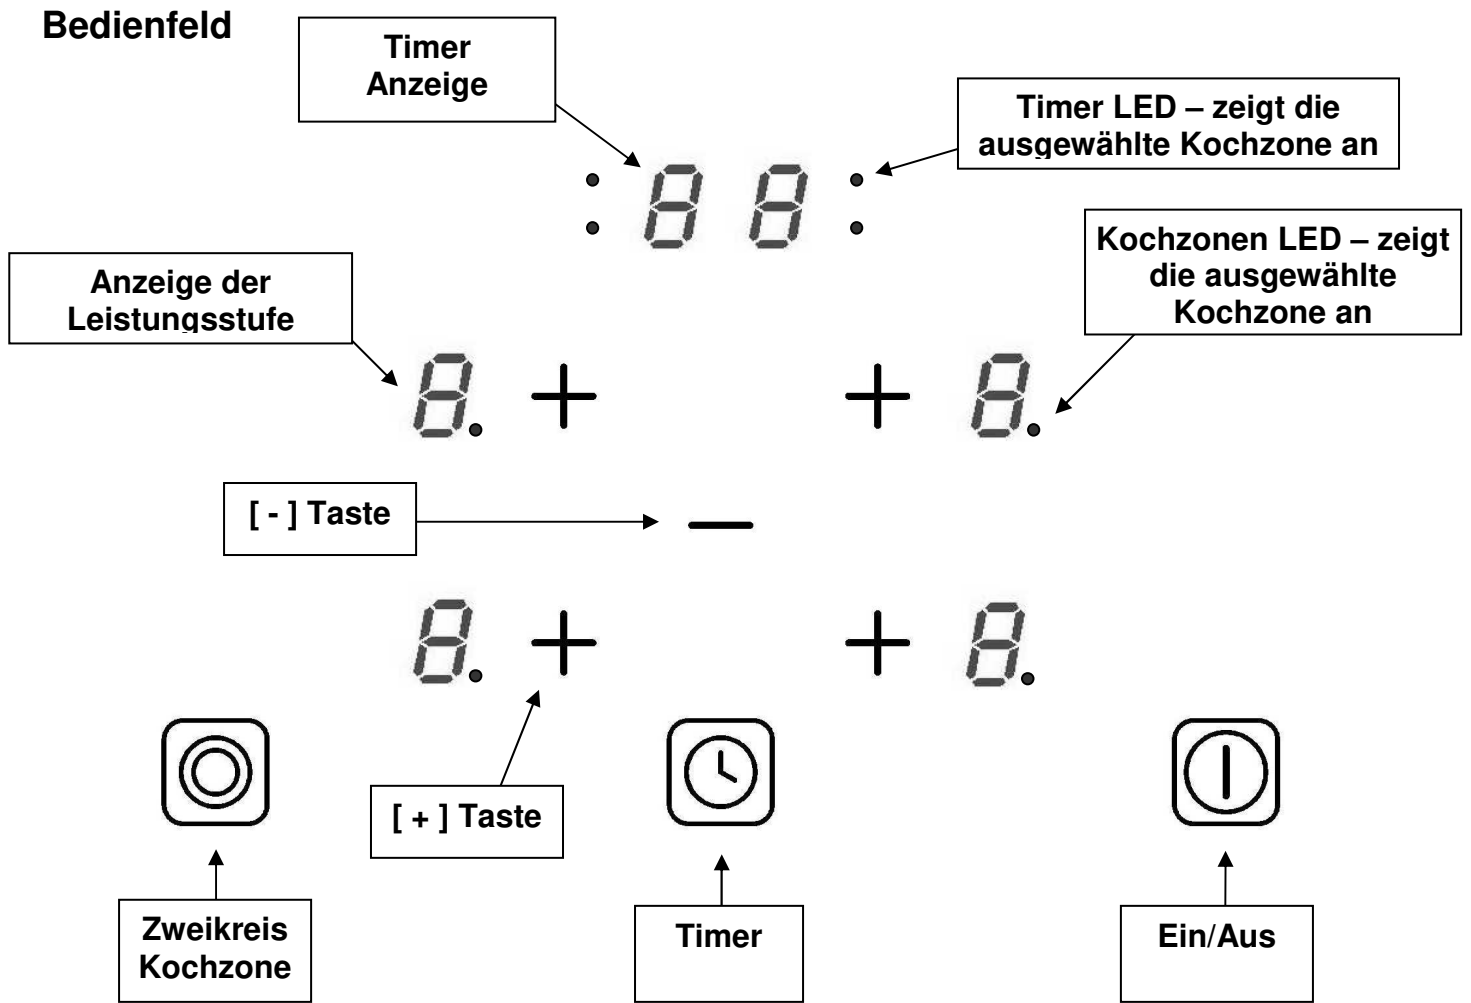 Bedienfeld
Timer
Anzeige
Timer LED – zeigt die
ausgewählte Kochzone an
Kochzonen LED – zeigt
die ausgewählte
Kochzone an
Anzeige der
Leistungsstufe
[ - ] Taste
[ + ] Taste
Zweikreis
Kochzone
Timer
Ein/Aus